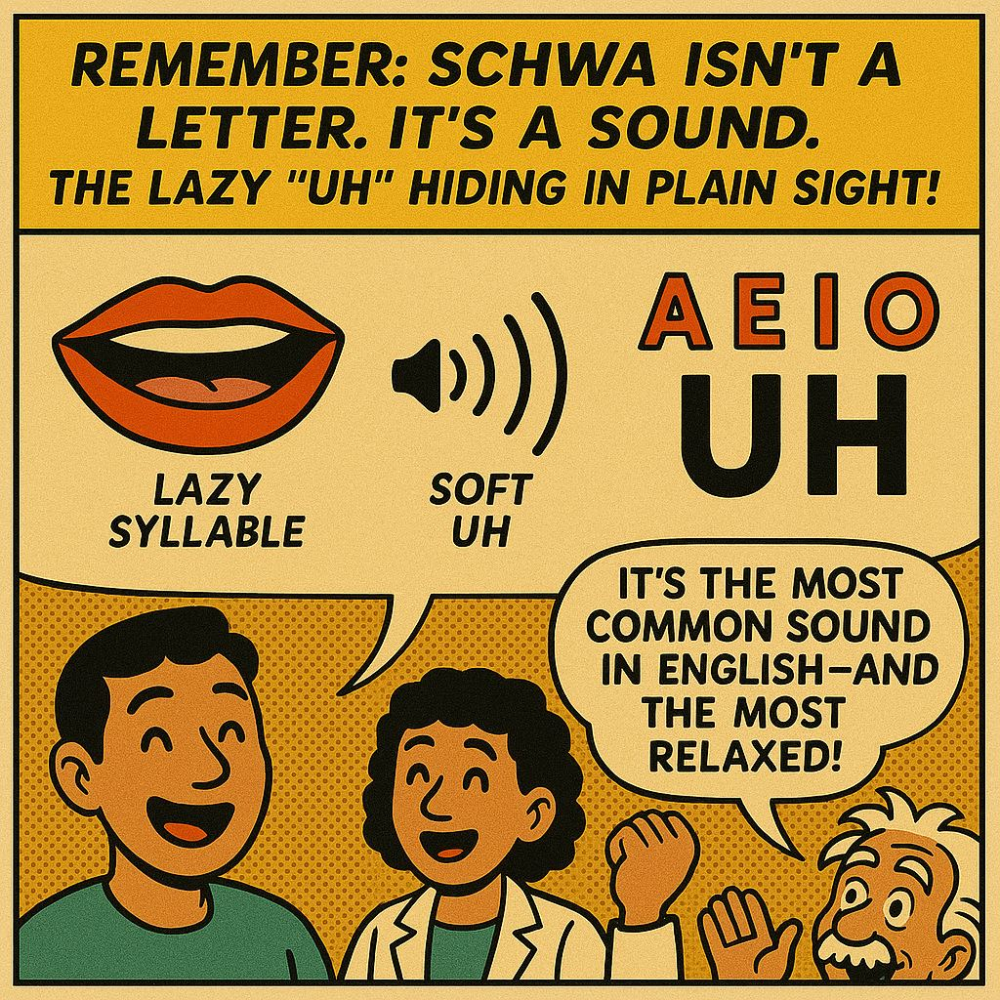 REMEMBER: SCHWA ISN'T A
LETTER. IT'S A SOUND.
THE LAZY "UH" HIDING IN PLAIN SIGHT!
LAZY
SYLLABLE
SOFT
UH
A E I O
UH
IT'S THE MOST
COMMON SOUND
IN ENGLISH–AND
THE MOST
RELAXED!